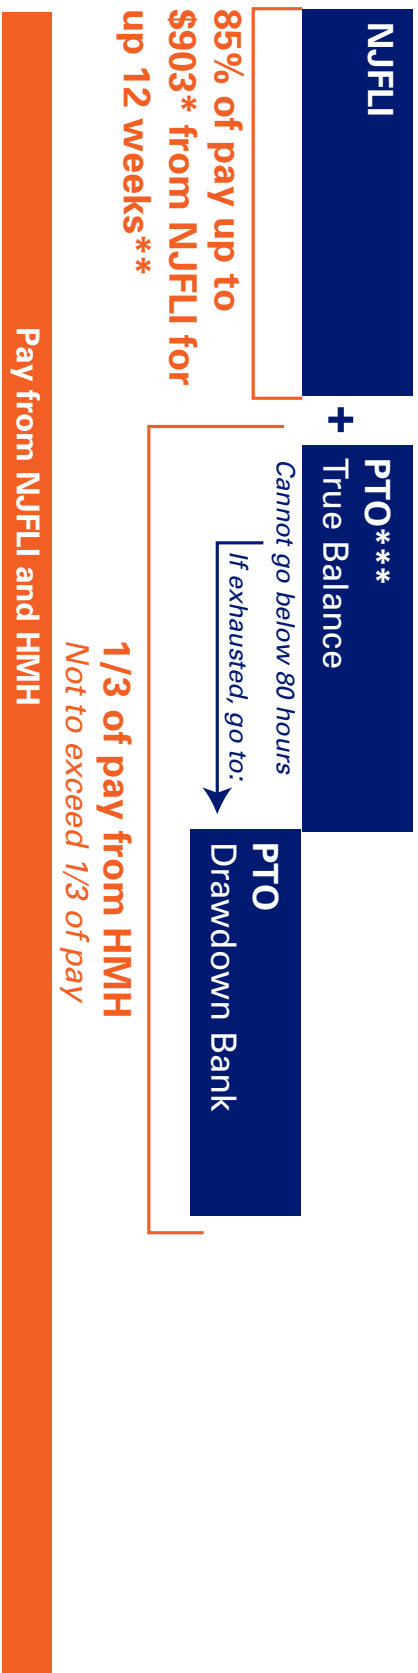 NJFLI
+
PTO***
True Balance
Cannot go below 80 hours
If exhausted, go to:
PTO
Drawdown Bank
85% of pay up to
$903* from NJFLI for
up 12 weeks**
1/3 of pay from HMH
Not to exceed 1/3 of pay
Pay from NJFLI and HMH